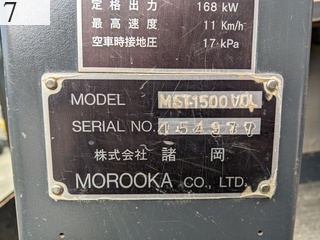 7
定格出力 168 kW
最高速度 11 Km/h
空車時接地圧 17 kPa
MODEL MST-1500VDL
SERIAL NO.
株式会社 諸岡
MOROOKA CO., LTD.